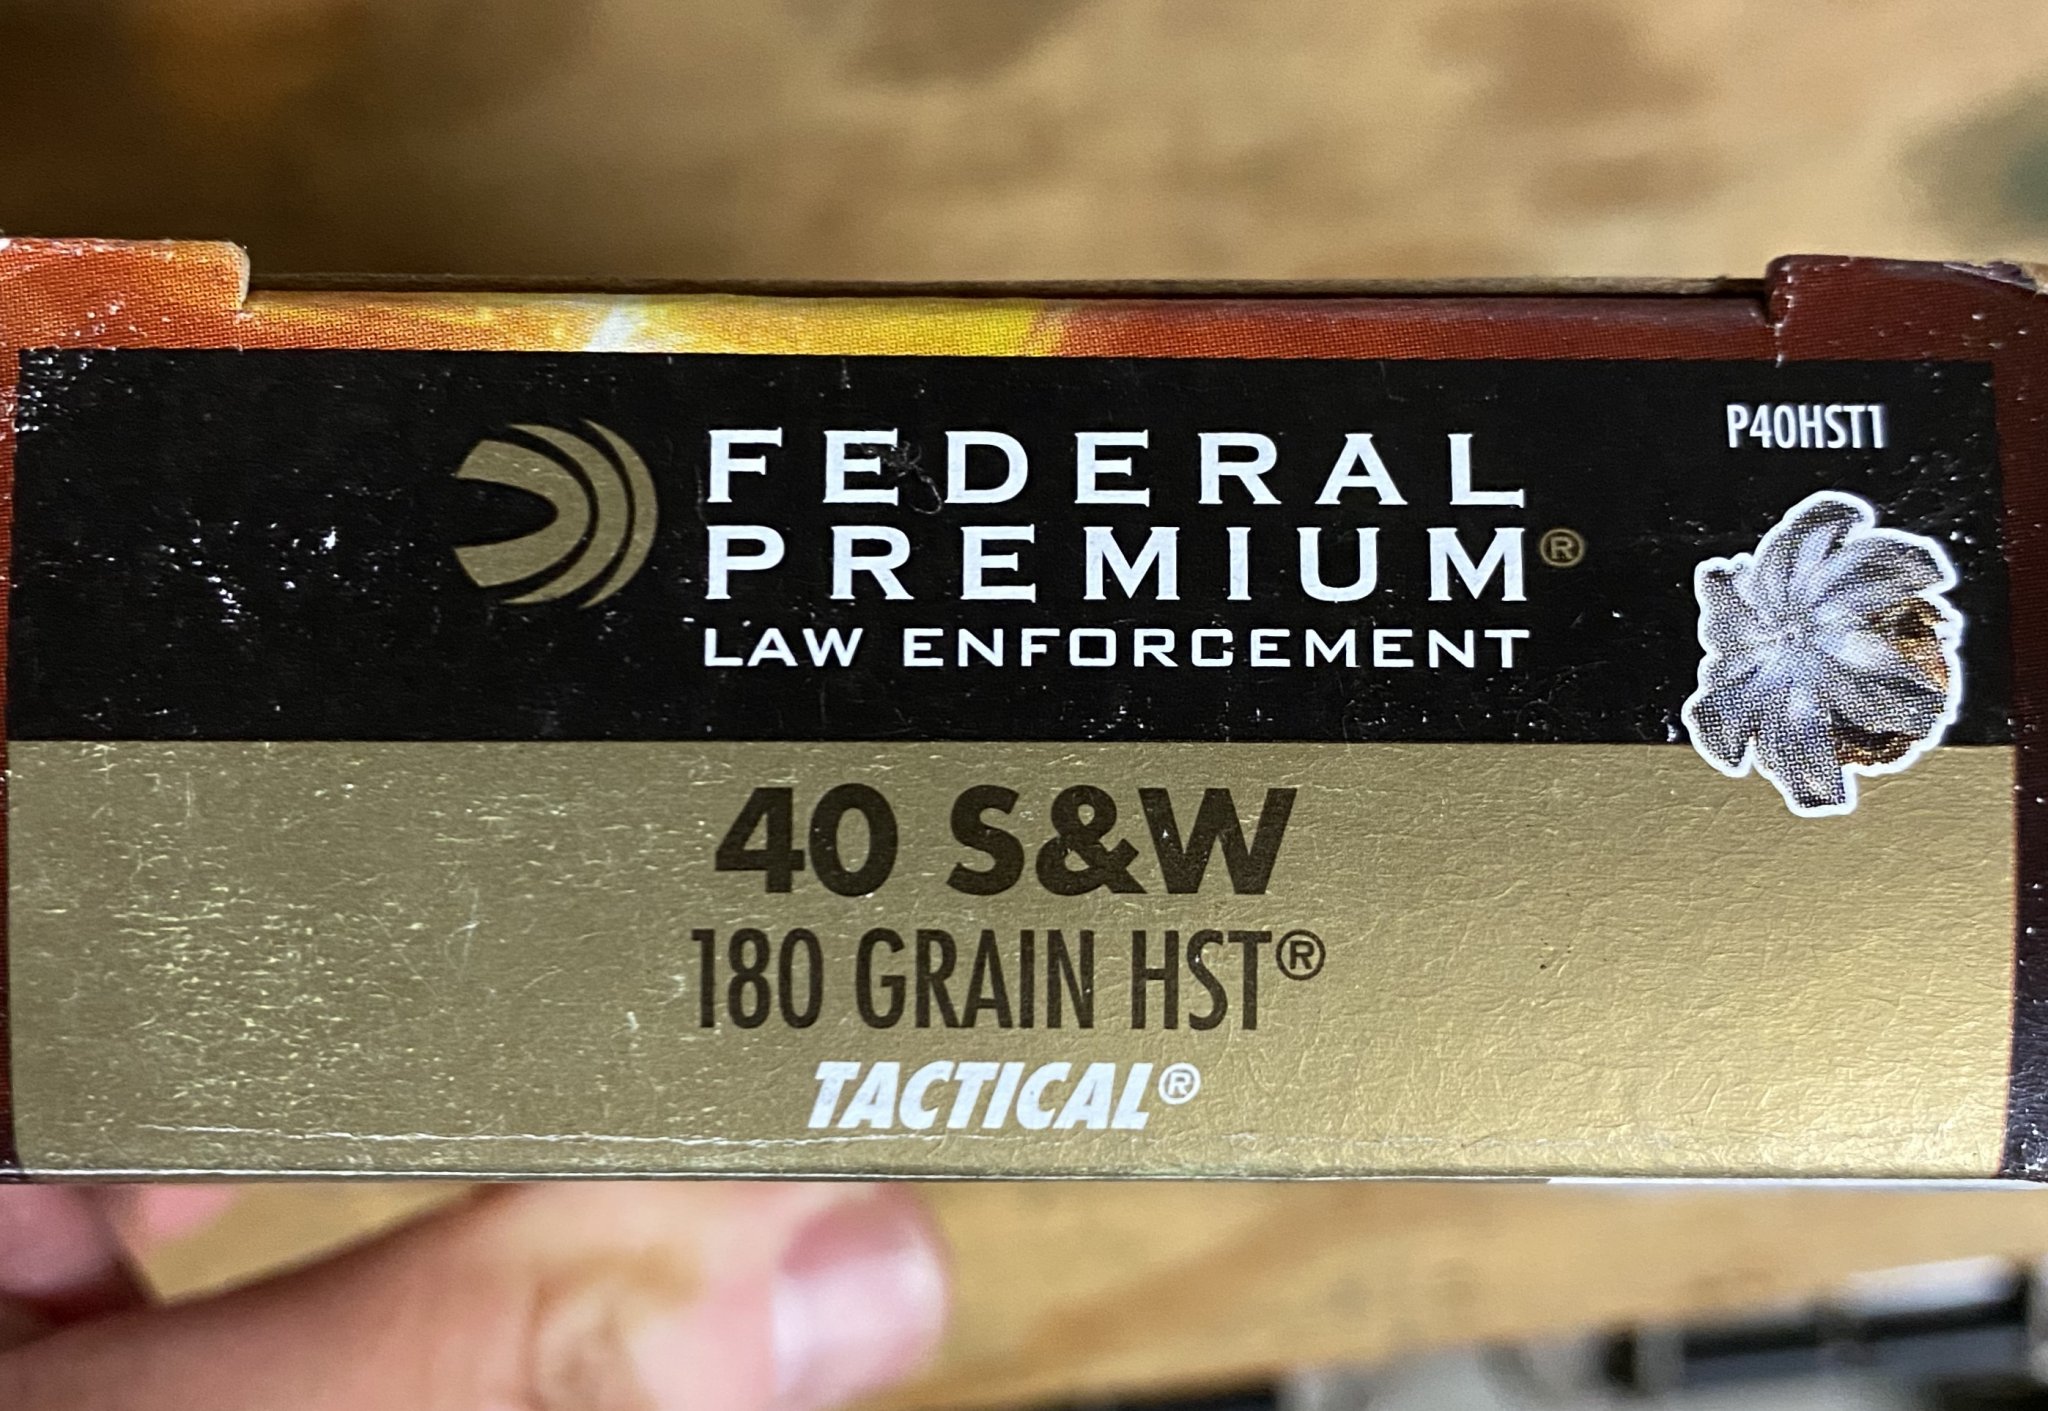 P40HST1
FEDERAL
PREMIUM®
LAW ENFORCEMENT
40 S&W
180 GRAIN HST®
TACTICAL®